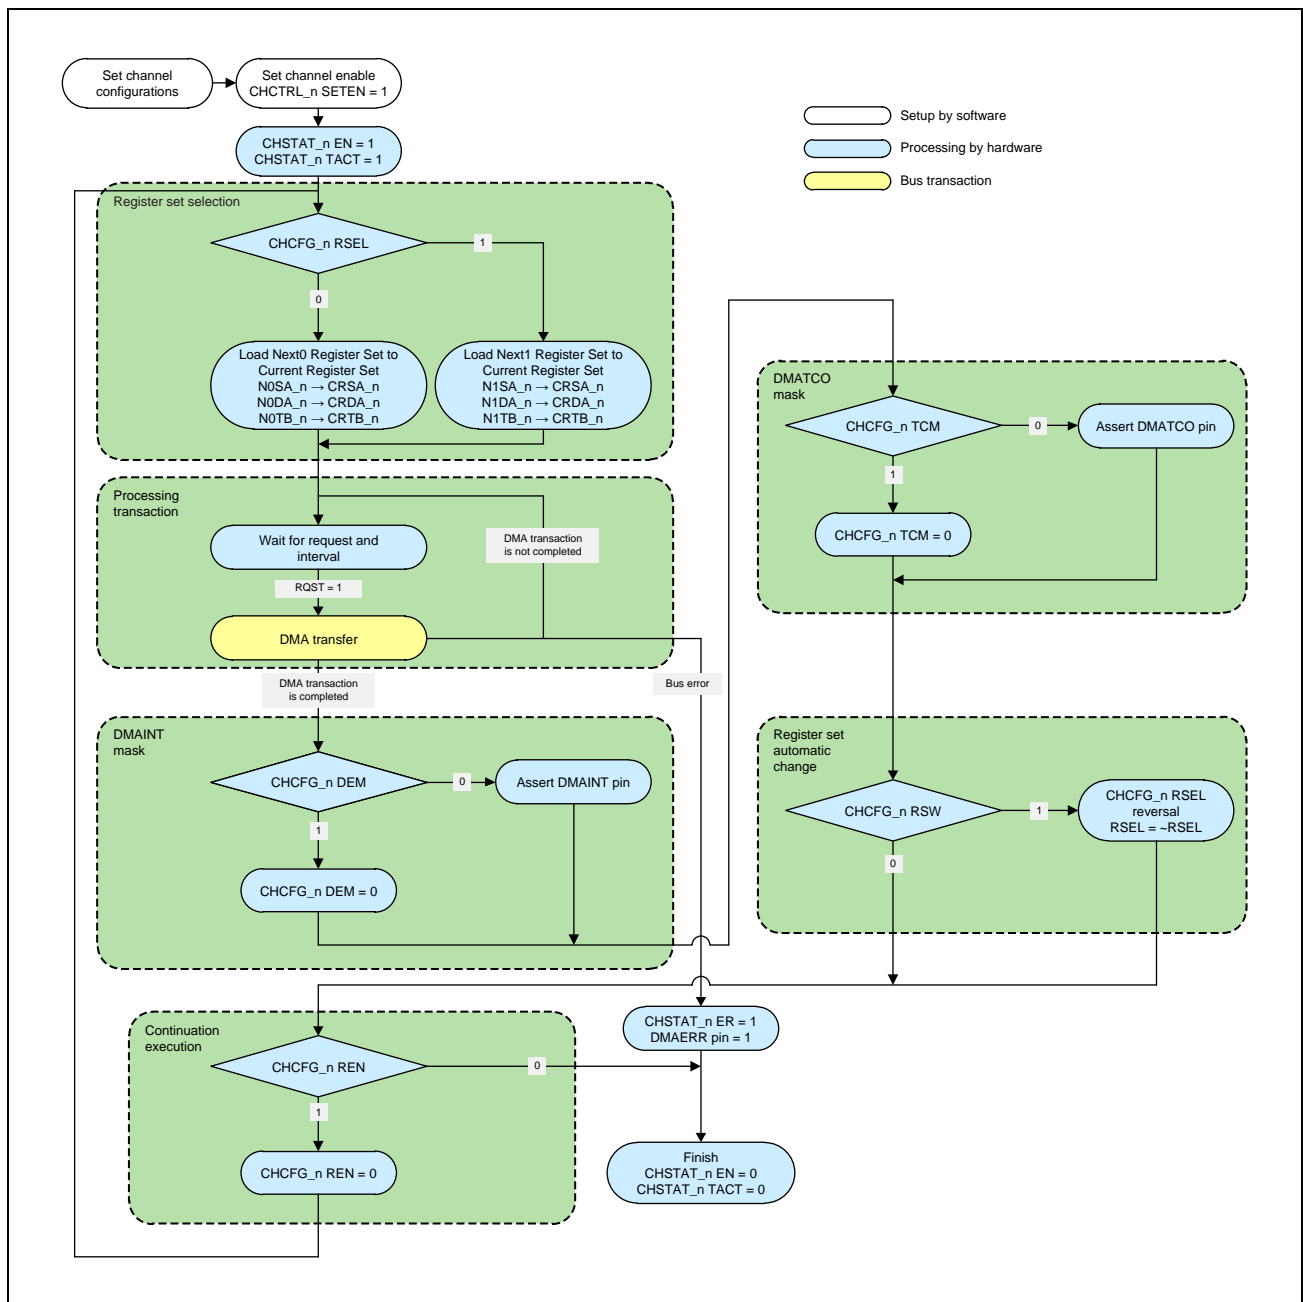 Set channel
configurations
Set channel enable
CHCTRL_n SETEN = 1
CHSTAT_n EN = 1
CHSTAT_n TACT = 1
Setup by software
Processing by hardware
Bus transaction
Register set selection
CHCFG_n RSEL
1
0
Load Next0 Register Set to
Current Register Set
N0SA_n → CRSA_n
N0DA_n → CRDA_n
N0TB_n → CRTB_n
Load Next1 Register Set to
Current Register Set
N1SA_n → CRSA_n
N1DA_n → CRDA_n
N1TB_n → CRTB_n
Processing
transaction
Wait for request and
interval
DMA transaction
is not completed
RQST = 1
DMA transfer
DMA transaction
is completed
Bus error
DMAINT
mask
CHCFG_n DEM
0
Assert DMAINT pin
1
CHCFG_n DEM = 0
DMATCO
mask
CHCFG_n TCM
0
Assert DMATCO pin
1
CHCFG_n TCM = 0
Register set
automatic
change
CHCFG_n RSW
1
CHCFG_n RSEL
reversal
RSEL = ~RSEL
0
Continuation
execution
CHCFG_n REN
0
1
CHCFG_n REN = 0
CHSTAT_n ER = 1
DMAERR pin = 1
Finish
CHSTAT_n EN = 0
CHSTAT_n TACT = 0